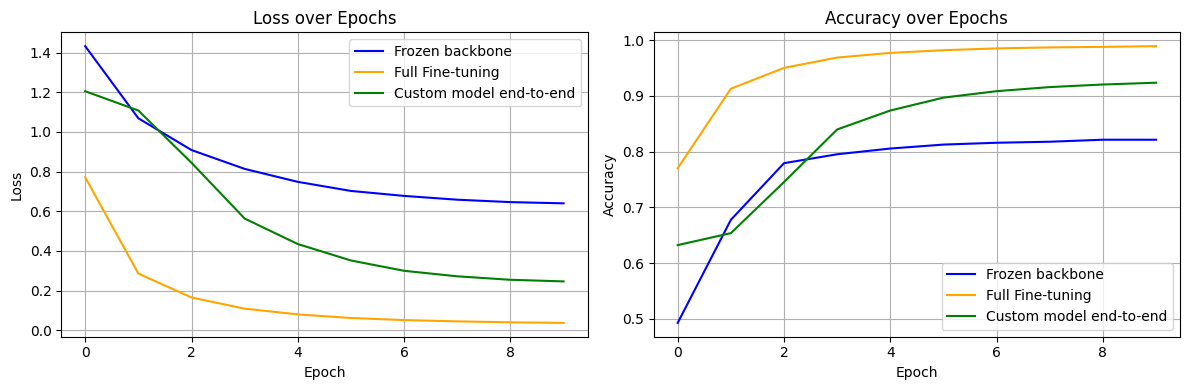 Loss over Epochs
1.4
1.2
1.0
0.8
0.6
0.4
0.2
0.0
Loss
0 2 4 6 8
Epoch
Frozen backbone
Full Fine-tuning
Custom model end-to-end
Accuracy over Epochs
1.0
0.9
0.8
0.7
0.6
0.5
Accuracy
0 2 4 6 8
Epoch
Frozen backbone
Full Fine-tuning
Custom model end-to-end